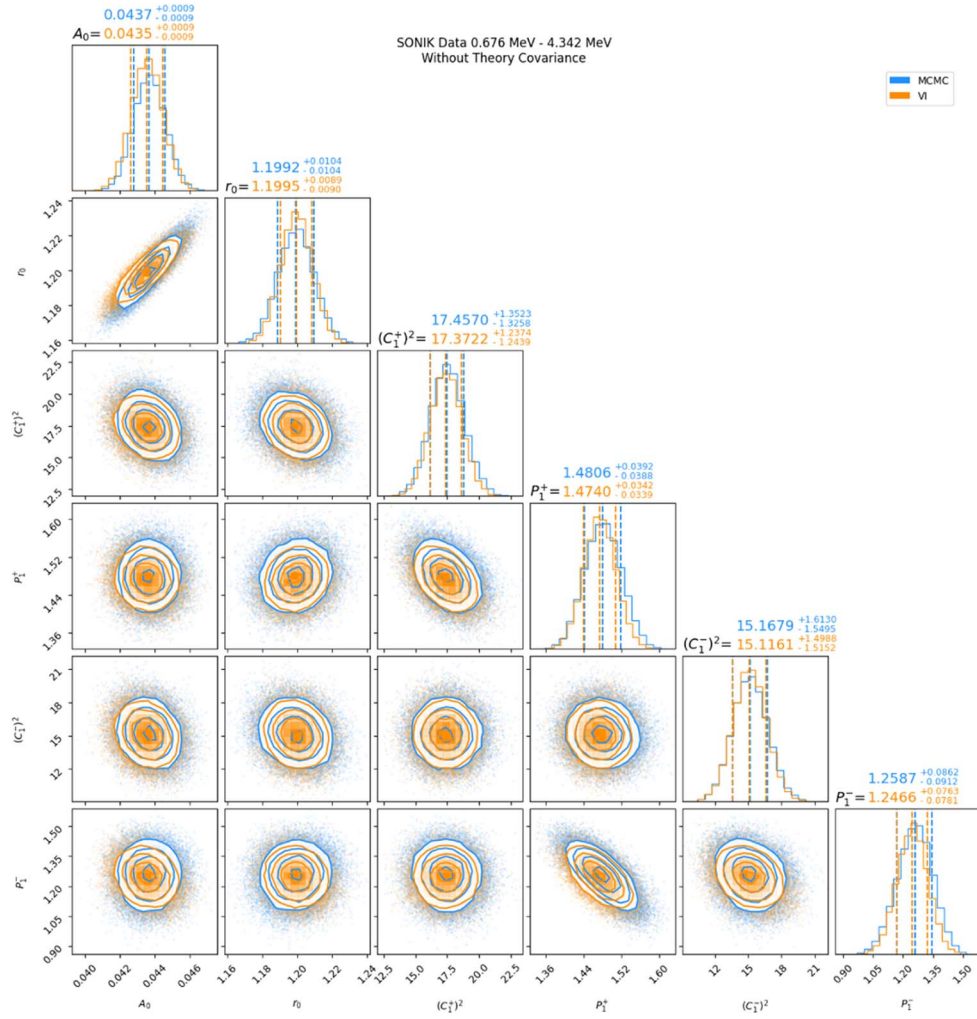 0.0437 +0.0009 - 0.0009
A₀= 0.0435 +0.0009 - 0.0009
SONIK Data 0.676 MeV - 4.342 MeV
Without Theory Covariance
MCMC
VI
1.1992 +0.0104 - 0.0104
r₀= 1.1995 +0.0089 - 0.0090
1.24
1.22
1.20
1.18
1.16
r₀
17.4570 +1.3523 - 1.3258
(C₁⁺)²= 17.3722 +1.2374 - 1.2439
22.5
20.0
17.5
15.0
12.5
(C₁⁺)²
1.4806 +0.0392 - 0.0388
P₁⁺= 1.4740 +0.0342 - 0.0339
1.60
1.52
1.44
1.36
P₁⁺
15.1679 +1.6130 - 1.5495
(C₁⁻)²= 15.1161 +1.4988 - 1.5152
21
18
15
12
(C₁⁻)²
1.2587 +0.0862 - 0.0912
P₁⁻= 1.2466 +0.0763 - 0.0781
1.50
1.35
1.20
1.05
0.90
P₁⁻
0.040 0.042 0.044 0.046
1.16 1.18 1.20 1.22 1.24
12.5 15.0 17.5 20.0 22.5
1.36 1.44 1.52 1.60
12 15 18 21
0.90 1.05 1.20 1.35 1.50
A₀ r₀ (C₁⁺)² P₁⁺ (C₁⁻)² P₁⁻